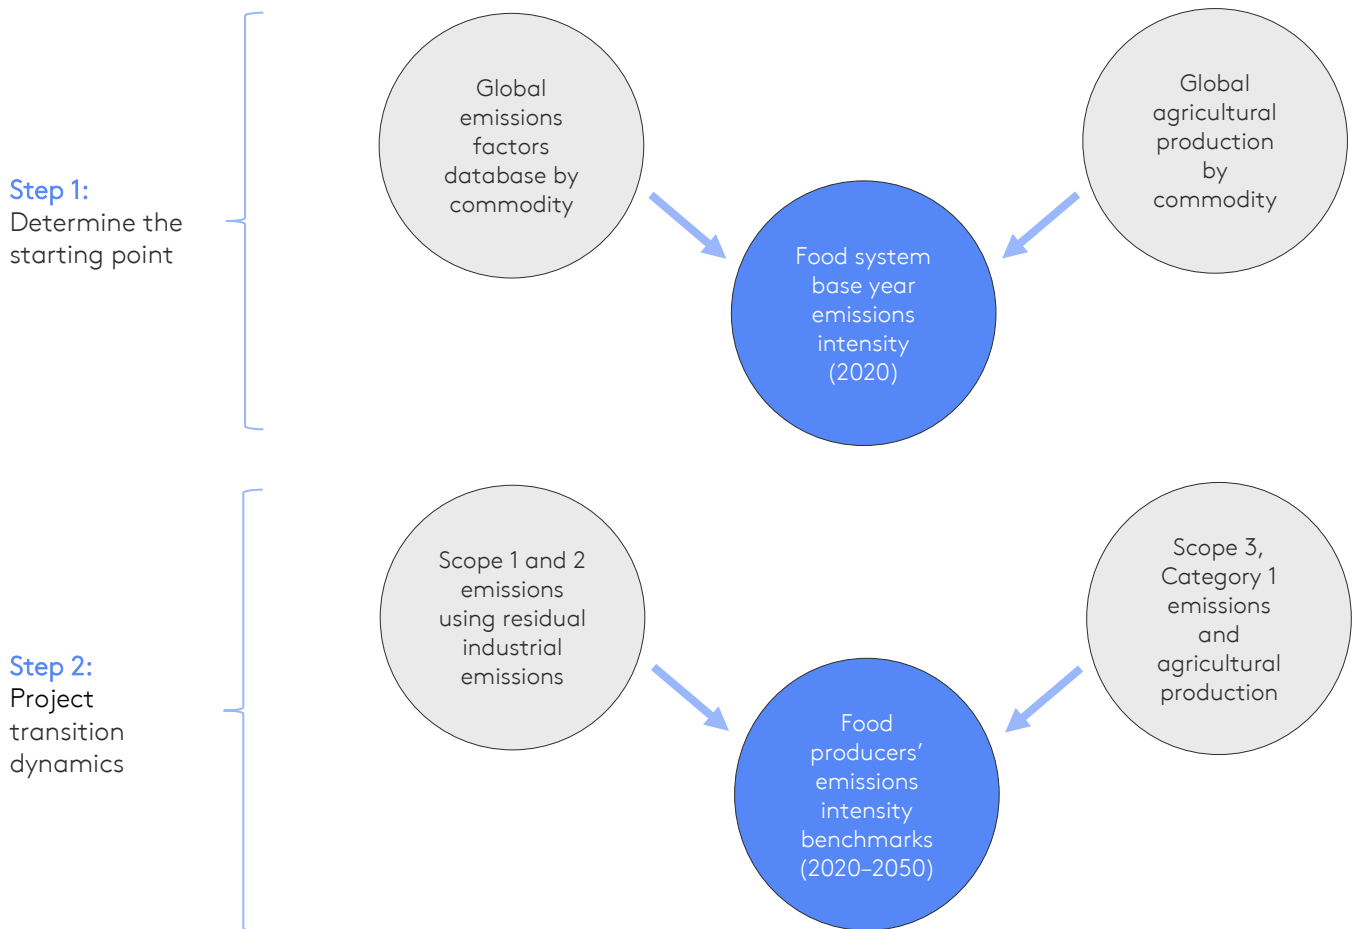 Step 1:
Determine the
starting point
Global
emissions
factors
database by
commodity
Global
agricultural
production
by
commodity
Food system
base year
emissions
intensity
(2020)
Step 2:
Project
transition
dynamics
Scope 1 and 2
emissions
using residual
industrial
emissions
Scope 3,
Category 1
emissions
and
agricultural
production
Food
producers’
emissions
intensity
benchmarks
(2020–2050)